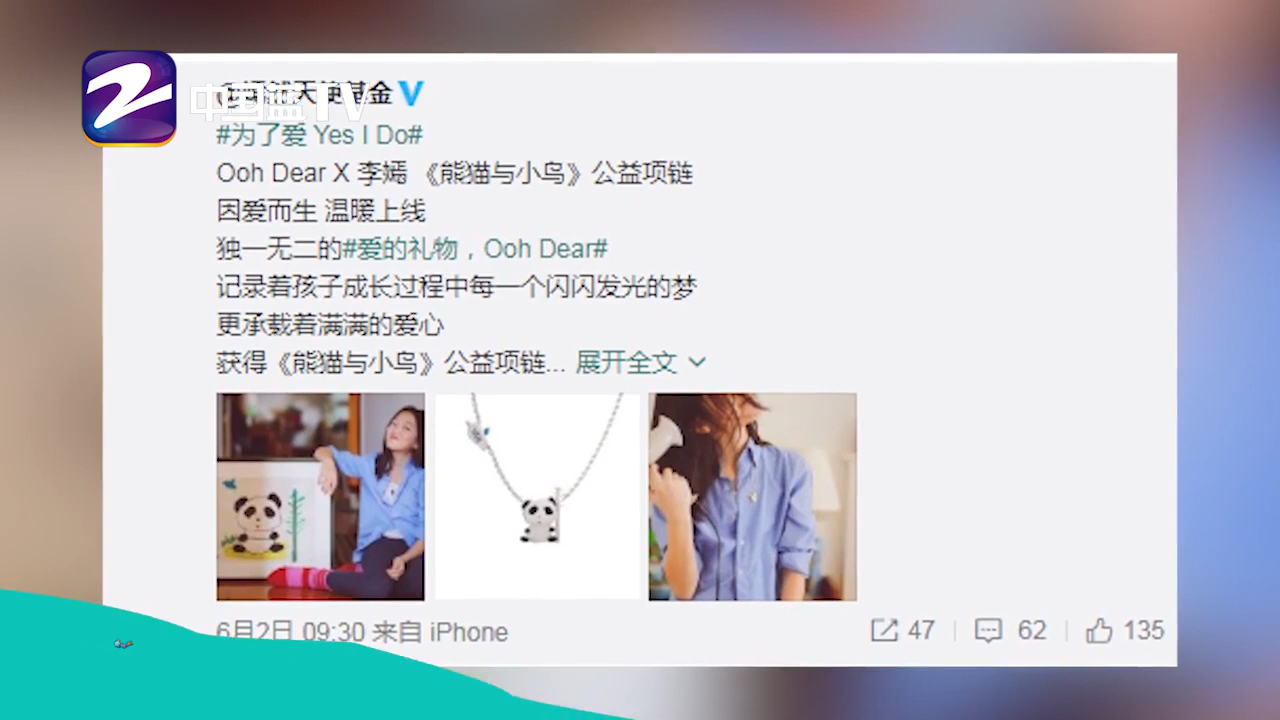 中国蓝TV
天使基金
#为了爱 Yes I Do#
Ooh Dear X 李嫣 《熊猫与小鸟》公益项链
因爱而生 温暖上线
独一无二的#爱的礼物，Ooh Dear#
记录着孩子成长过程中每一个闪闪发光的梦
更承载着满满的爱心
获得《熊猫与小鸟》公益项链... 展开全文
6月2日 09:30 来自 iPhone
47 62 135